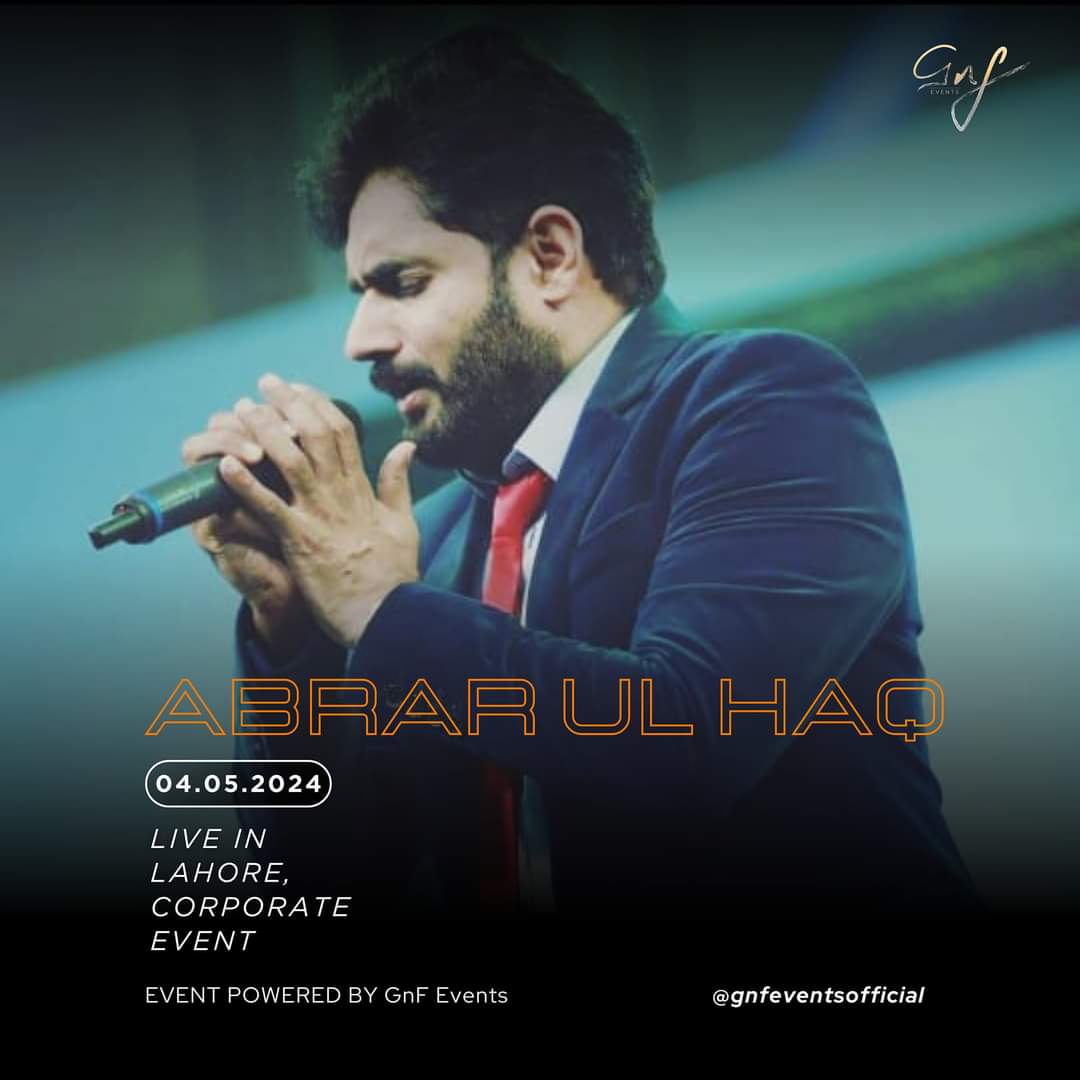 GnF
EVENTS
ABRAR UL HAQ
04.05.2024
LIVE IN
LAHORE,
CORPORATE
EVENT
EVENT POWERED BY GnF Events
@gnfeventsofficial